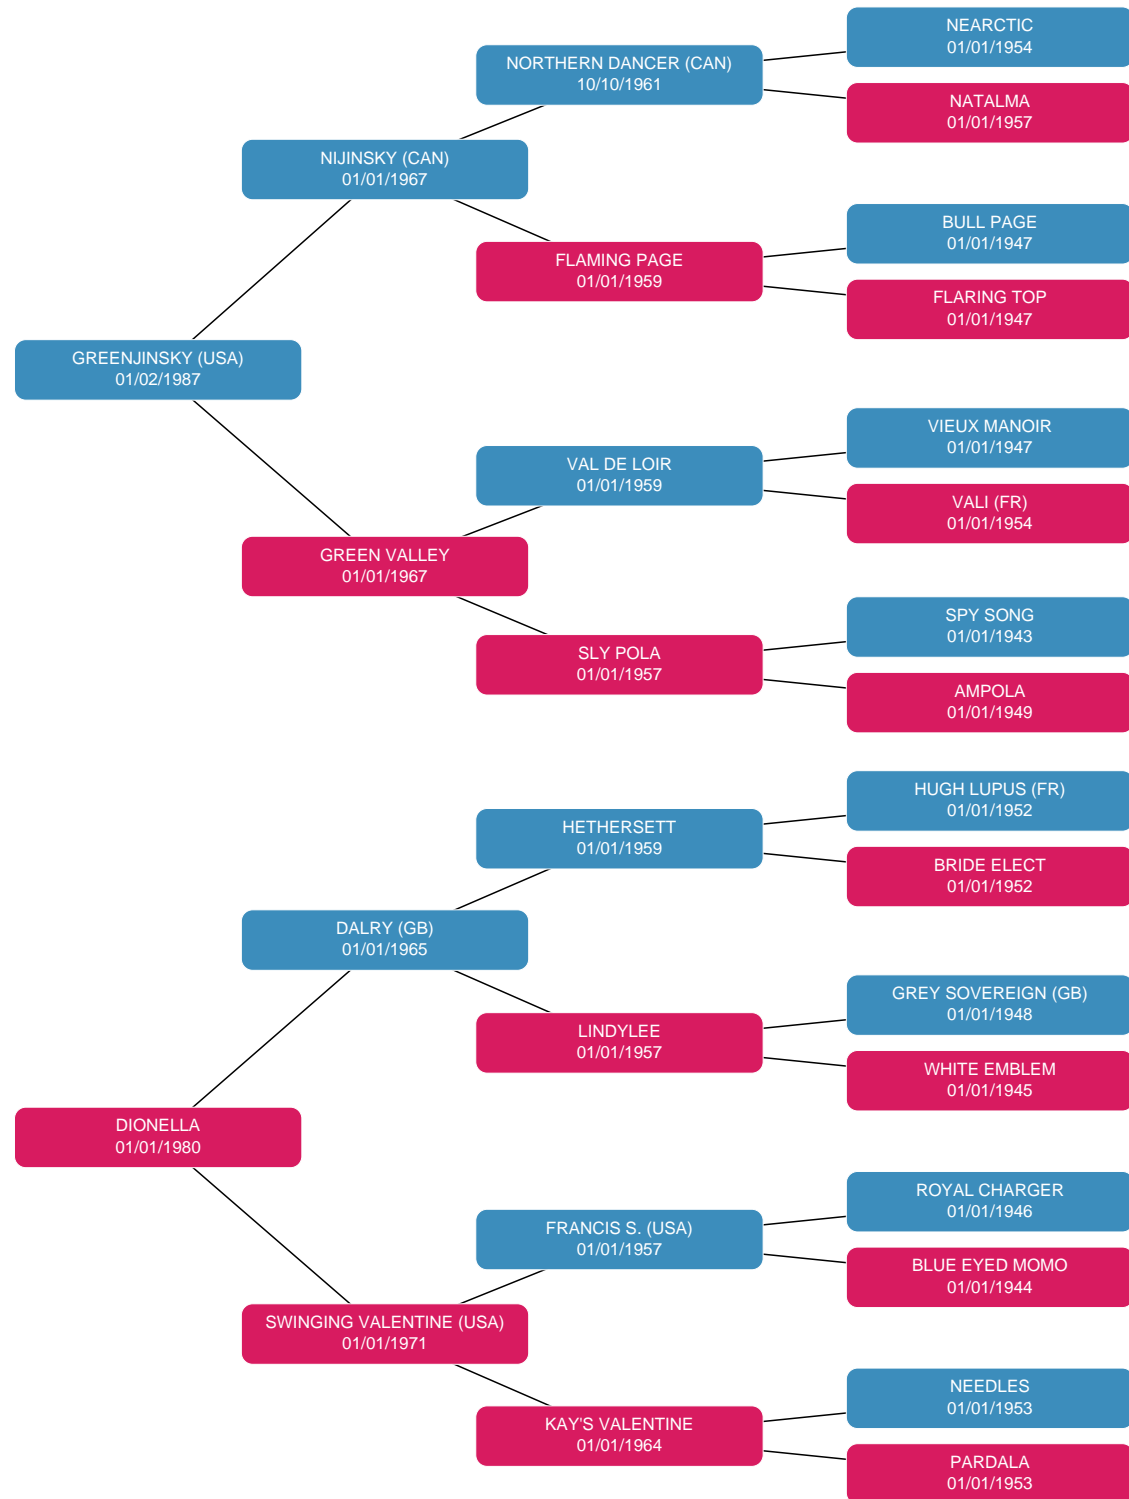 NEARCTIC
01/01/1954
NORTHERN DANCER (CAN)
10/10/1961
NATALMA
01/01/1957
NIJINSKY (CAN)
01/01/1967
BULL PAGE
01/01/1947
FLAMING PAGE
01/01/1959
FLARING TOP
01/01/1947
GREENJINSKY (USA)
01/02/1987
VIEUX MANOIR
01/01/1947
VAL DE LOIR
01/01/1959
VALI (FR)
01/01/1954
GREEN VALLEY
01/01/1967
SPY SONG
01/01/1943
SLY POLA
01/01/1957
AMPOLA
01/01/1949
HUGH LUPUS (FR)
01/01/1952
HETHERSETT
01/01/1959
BRIDE ELECT
01/01/1952
DALRY (GB)
01/01/1965
GREY SOVEREIGN (GB)
01/01/1948
LINDYLEE
01/01/1957
WHITE EMBLEM
01/01/1945
DIONELLA
01/01/1980
ROYAL CHARGER
01/01/1946
FRANCIS S. (USA)
01/01/1957
BLUE EYED MOMO
01/01/1944
SWINGING VALENTINE (USA)
01/01/1971
NEEDLES
01/01/1953
KAY'S VALENTINE
01/01/1964
PARDALA
01/01/1953